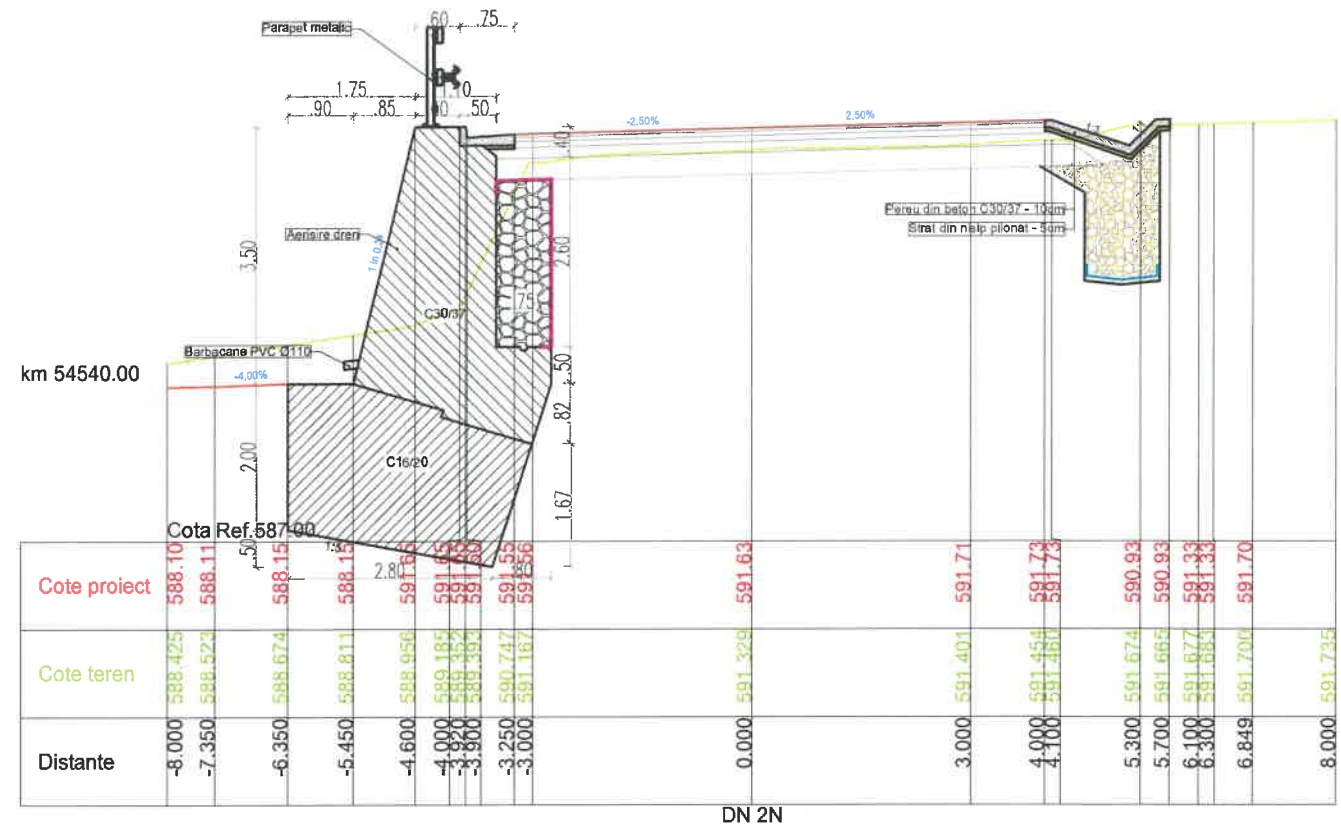 .60 .75
Parapet metalic
1.75 1.10
.90 .85 .50
-2,50% 2,50%
.40
Pereu din beton C30/37 - 10cm
Strat din nisip pilonat - 5cm
Aerisire dren
3.50
2.60
.75
C30/37
Barbacane PVC Ø110
.50
km 54540.00
-4,00%
.82
C16/20
2.00
1.67
Cota Ref.587.00
.50
2.80 .80
Cote proiect 588.10 588.11 588.15 588.15 591.65 591.65 591.55 591.56 591.63 591.71 591.73 591.73 590.93 590.93 591.33 591.33 591.70
Cote teren 588.425 588.523 588.674 588.811 588.956 589.185 589.352 589.393 590.747 591.167 591.329 591.401 591.454 591.460 591.674 591.665 591.677 591.683 591.700 591.735
Distante -8.000 -7.350 -6.350 -5.450 -4.600 -4.000 -3.920 -3.900 -3.250 -3.000 0.000 3.000 4.000 4.100 5.300 5.700 6.100 6.300 6.849 8.000
DN 2N